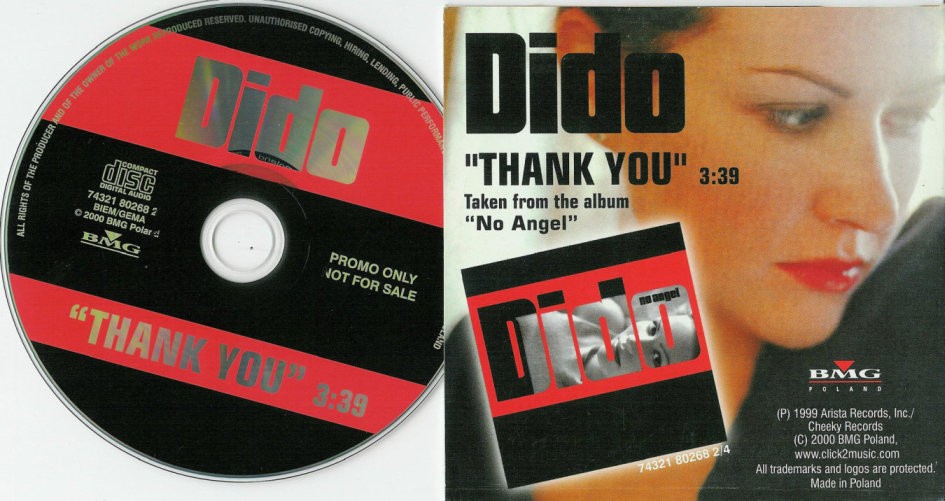 ALL RIGHTS OF THE PRODUCER AND OF THE OWNER OF THE WORK REPRODUCED RESERVED. UNAUTHORISED COPYING, HIRING, LENDING, PUBLIC PERFORMAN
Dido
COMPACT
disc
DIGITAL AUDIO
74321 80268 2
BIEM/GEMA
© 2000 BMG Polan
BMG
PROMO ONLY
NOT FOR SALE
"THANK YOU" 3:39
Dido
"THANK YOU" 3:39
Taken from the album
"No Angel"
Dido
no angel
74321 80268 2/4
BMG
POLAND
(P) 1999 Arista Records, Inc./
Cheeky Records
(C) 2000 BMG Poland,
www.click2music.com
All trademarks and logos are protected.
Made in Poland